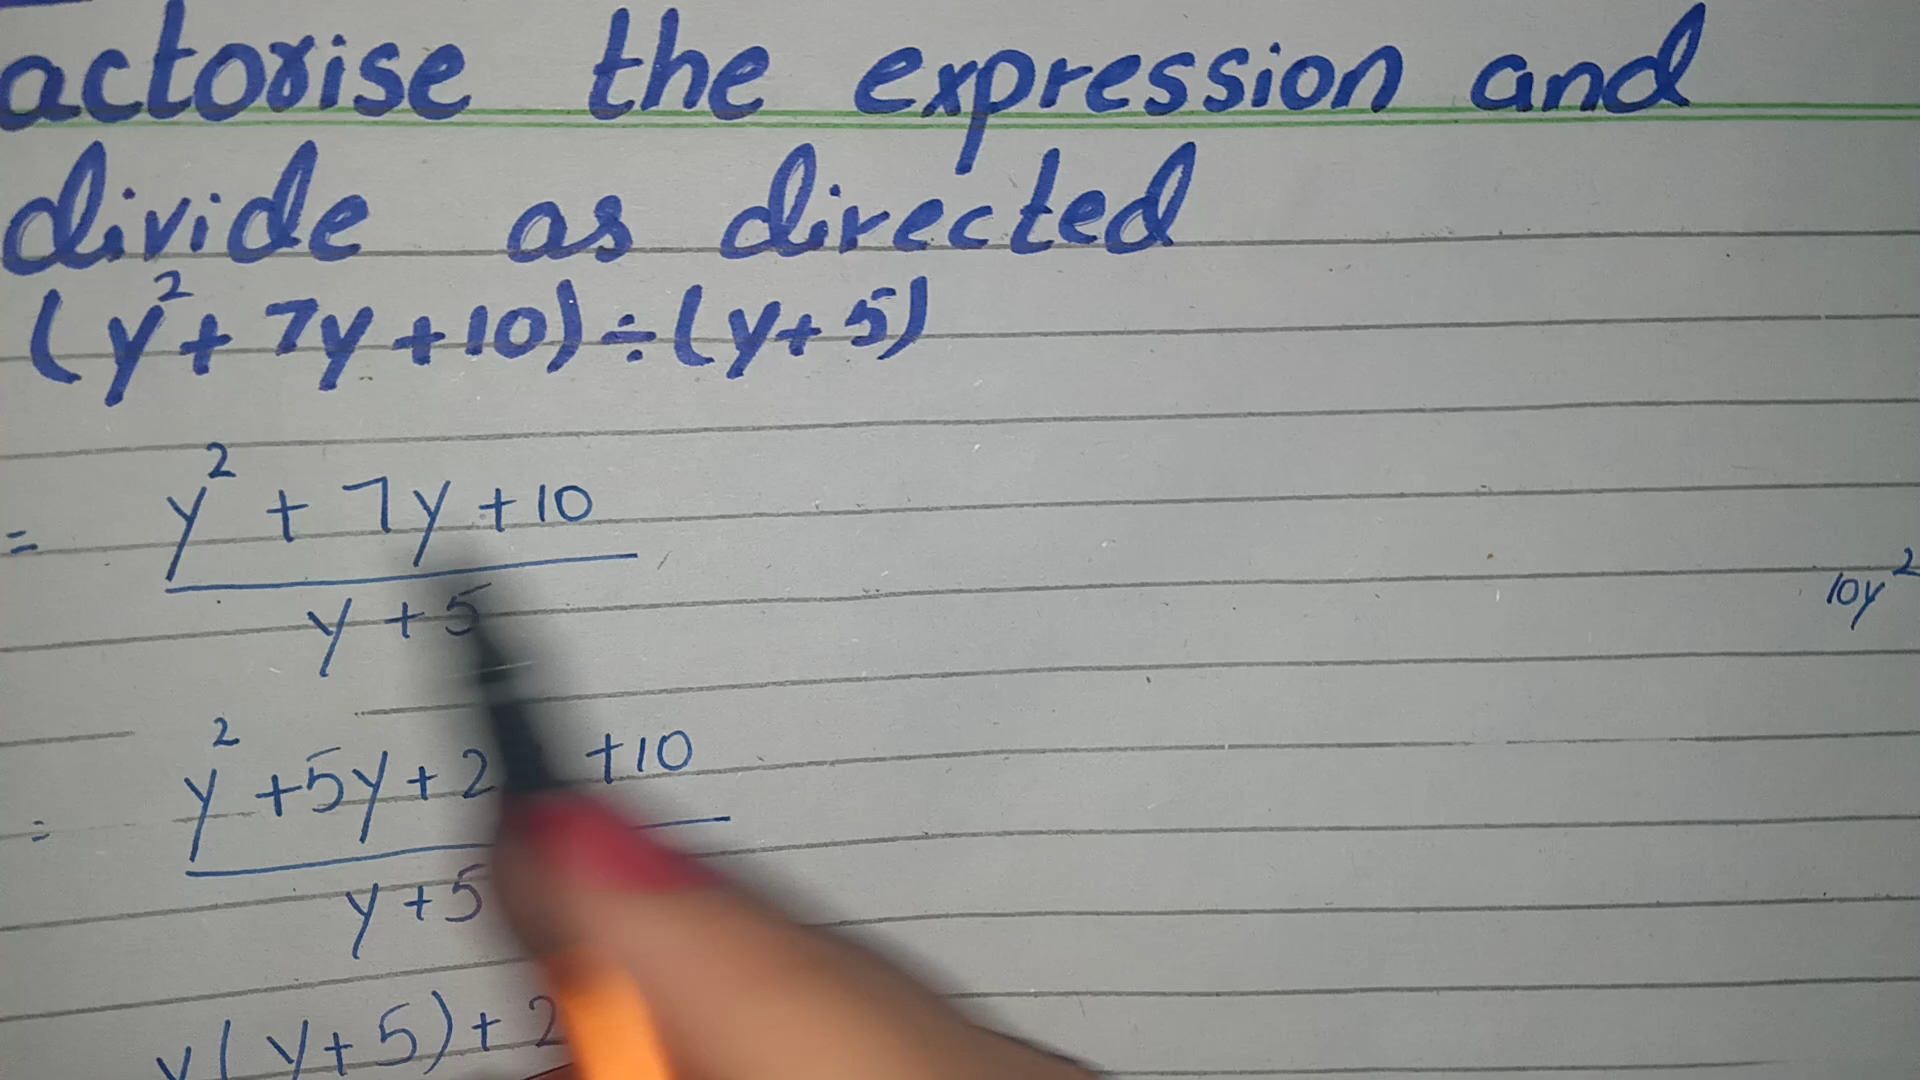 actorise the expression and
divide as directed
(y²+7y+10)÷(y+5)
= y² + 7y + 10
y + 5
10y²
= y² + 5y + 2 + 10
y + 5
y(y+5) + 2